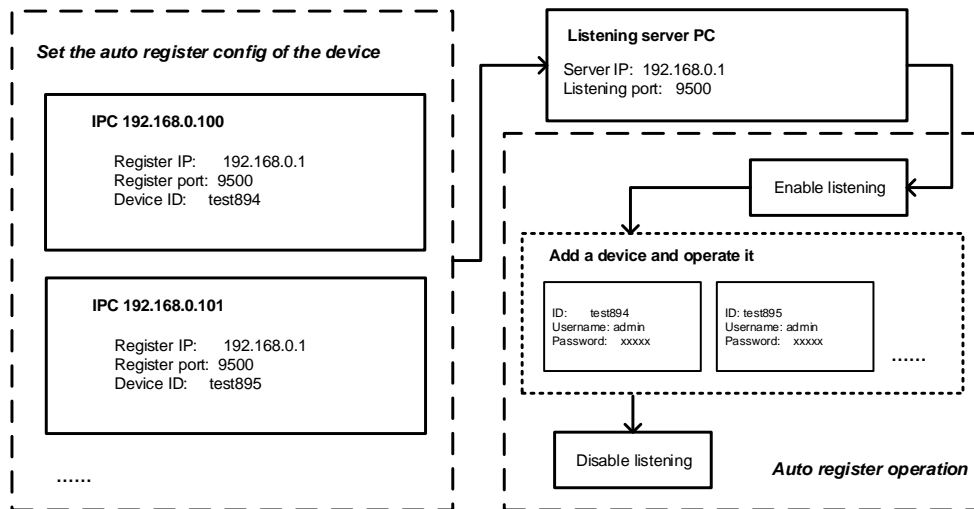 Set the auto register config of the device
IPC 192.168.0.100
Register IP: 192.168.0.1
Register port: 9500
Device ID: test894
IPC 192.168.0.101
Register IP: 192.168.0.1
Register port: 9500
Device ID: test895
......
Listening server PC
Server IP: 192.168.0.1
Listening port: 9500
Enable listening
Add a device and operate it
ID: test894
Username: admin
Password: xxxxx
ID: test895
Username: admin
Password: xxxxx
......
Disable listening
Auto register operation